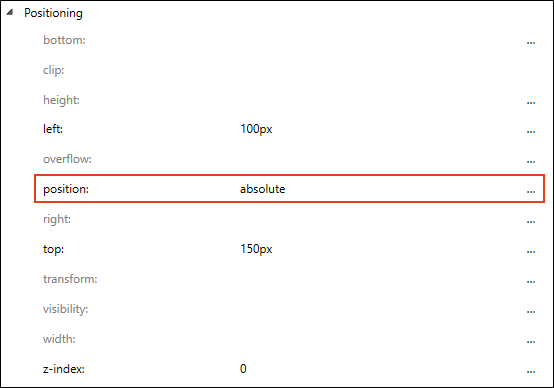 Positioning
bottom: ...
clip: ...
height: ...
left: 100px ...
overflow: ...
position: absolute ...
right: ...
top: 150px ...
transform: ...
visibility: ...
width: ...
z-index: 0 ...